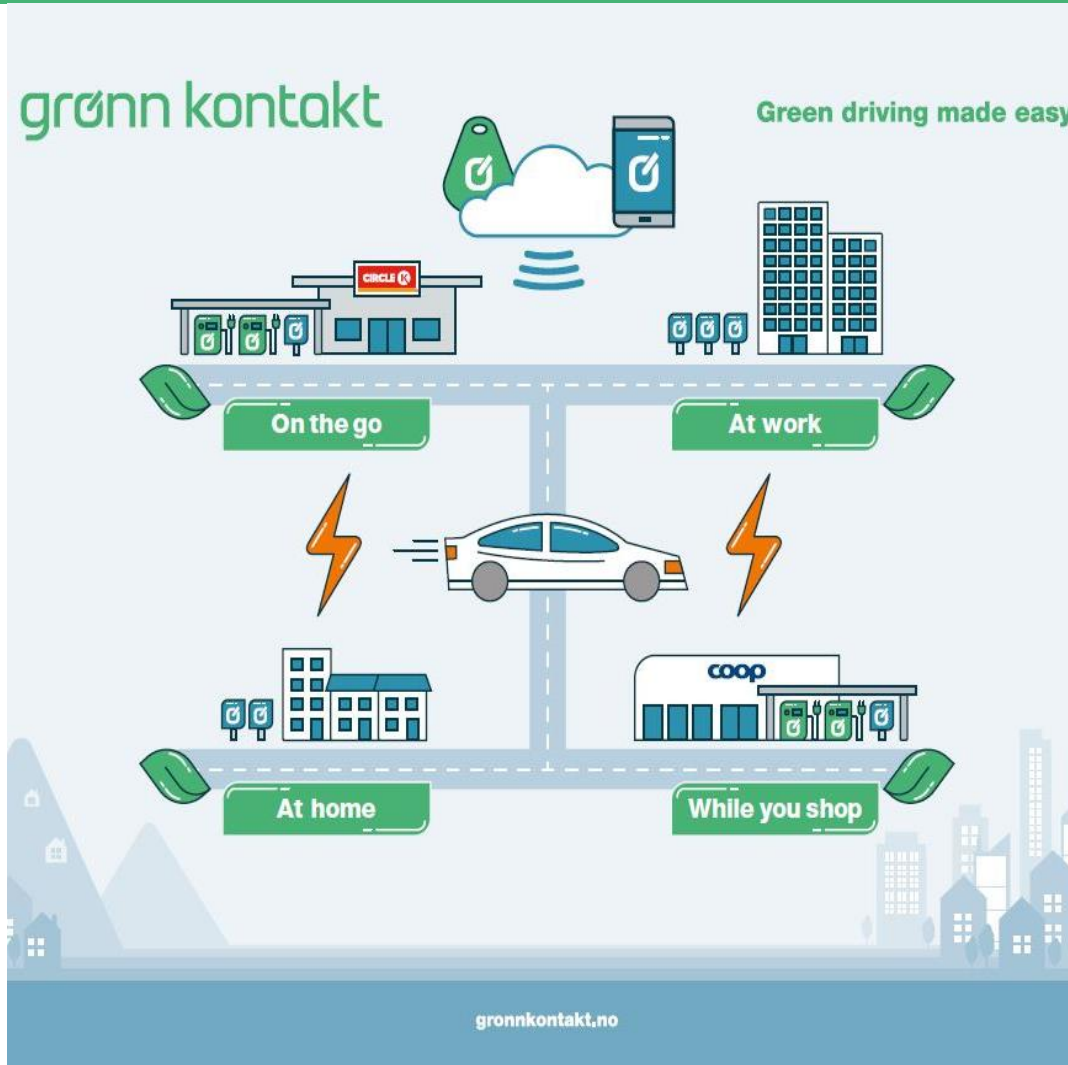 grønn kontakt
Green driving made easy
CIRCLE K
On the go
At work
coop
At home
While you shop
gronnkontakt.no